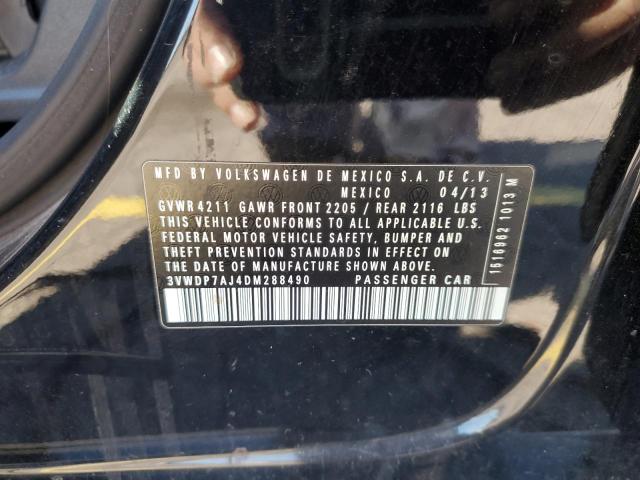 MFD BY VOLKSWAGEN DE MEXICO S.A. DE C.V.
MEXICO 04/13
GVWR 4211 GAWR FRONT 2205 / REAR 2116 LBS
THIS VEHICLE CONFORMS TO ALL APPLICABLE U.S.
FEDERAL MOTOR VEHICLE SAFETY, BUMPER AND
THEFT PREVENTION STANDARDS IN EFFECT ON
THE DATE OF MANUFACTURE SHOWN ABOVE.
3VWDP7AJ4DM288490 PASSENGER CAR
1616962 1013 M